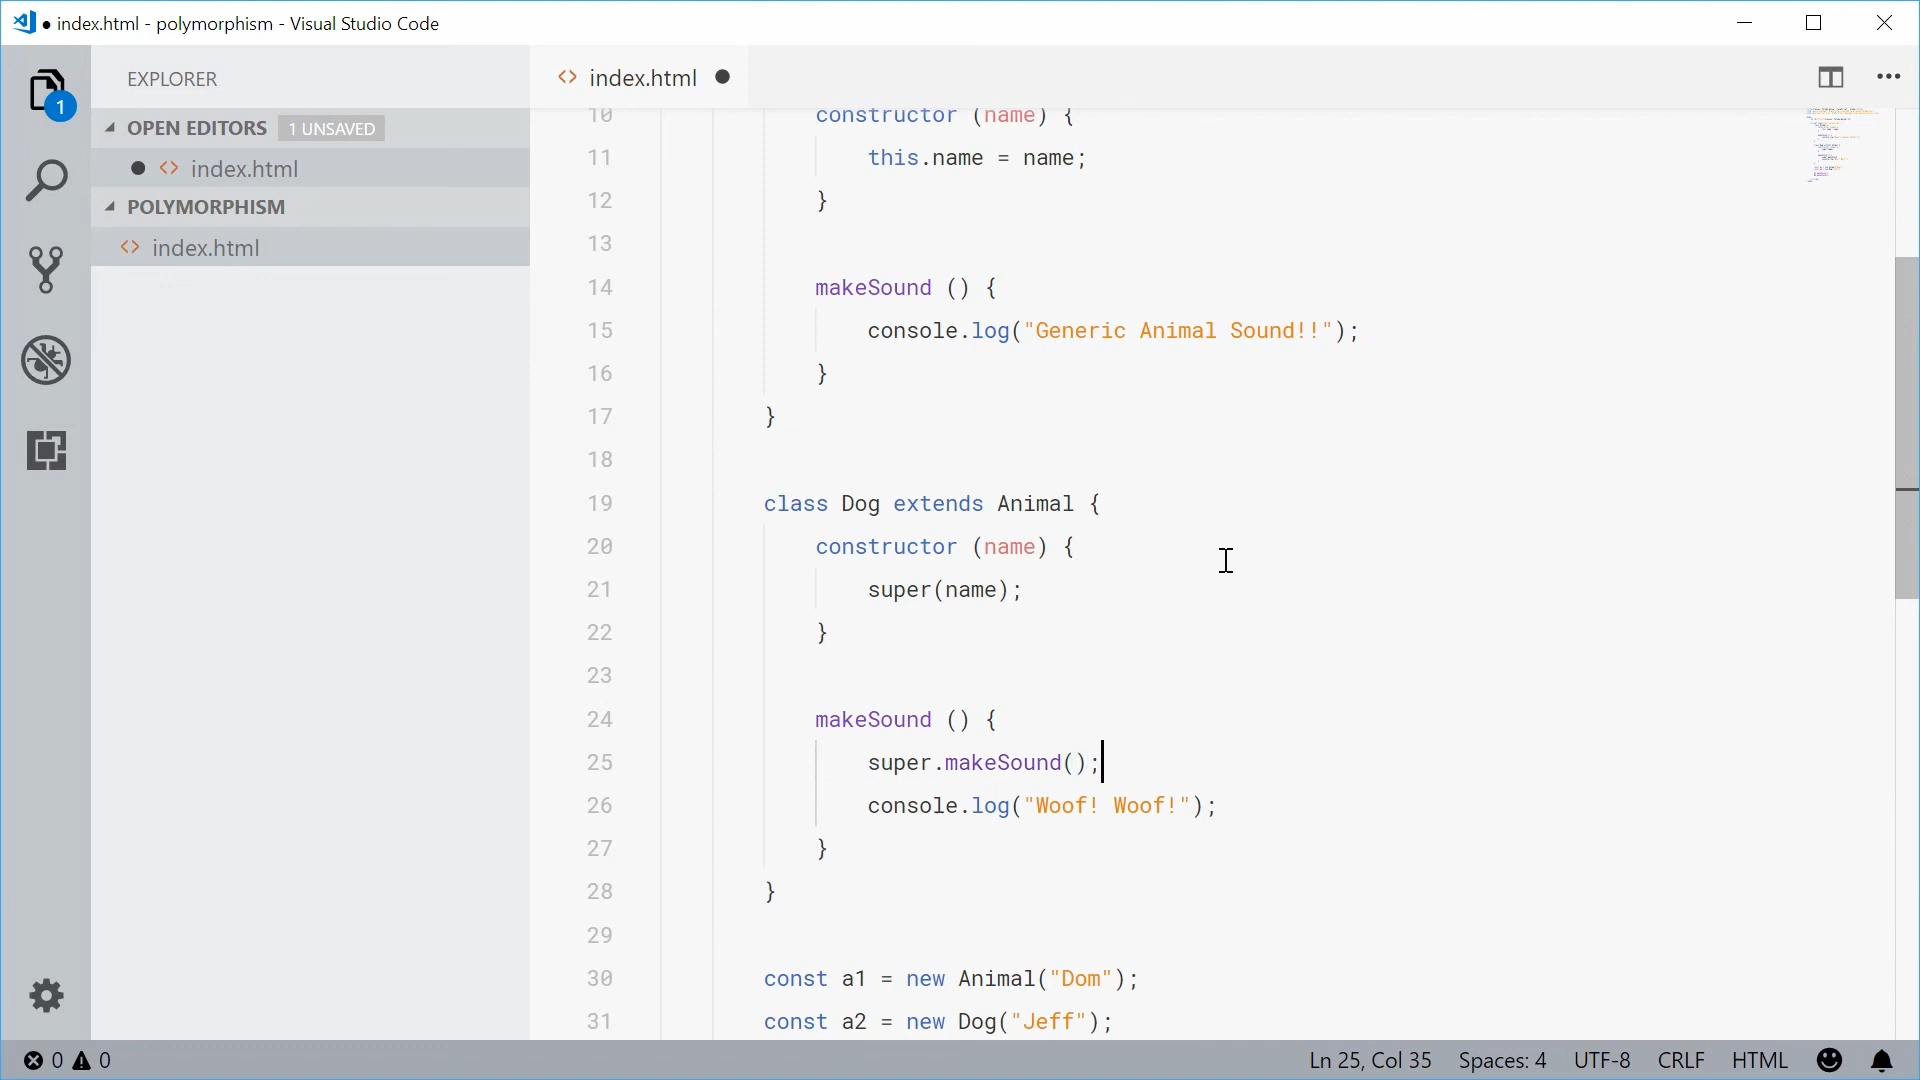 ● index.html - polymorphism - Visual Studio Code
EXPLORER
OPEN EDITORS 1 UNSAVED
index.html
POLYMORPHISM
index.html
1
index.html
10 constructor (name) {
11 this.name = name;
12 }
13
14 makeSound () {
15 console.log("Generic Animal Sound!!");
16 }
17 }
18
19 class Dog extends Animal {
20 constructor (name) {
21 super(name);
22 }
23
24 makeSound () {
25 super.makeSound();
26 console.log("Woof! Woof!");
27 }
28 }
29
30 const a1 = new Animal("Dom");
31 const a2 = new Dog("Jeff");
0 0 Ln 25, Col 35 Spaces: 4 UTF-8 CRLF HTML